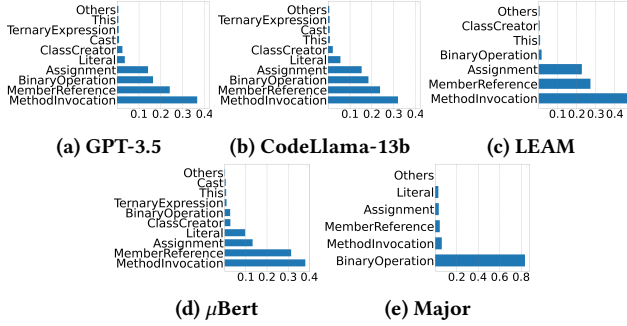 Others
This
TernaryExpression
Cast
ClassCreator
Literal
Assignment
BinaryOperation
MemberReference
MethodInvocation
0.1 0.2 0.3 0.4
(a) GPT-3.5
Others
TernaryExpression
Cast
This
ClassCreator
Literal
Assignment
BinaryOperation
MemberReference
MethodInvocation
0.1 0.2 0.3 0.4
(b) CodeLlama-13b
Others
ClassCreator
This
BinaryOperation
Assignment
MemberReference
MethodInvocation
0.1 0.2 0.3 0.4
(c) LEAM
Others
Cast
This
TernaryExpression
BinaryOperation
ClassCreator
Literal
Assignment
MemberReference
MethodInvocation
0.1 0.2 0.3 0.4
(d) μBert
Others
Literal
Assignment
MemberReference
MethodInvocation
BinaryOperation
0.2 0.4 0.6 0.8
(e) Major